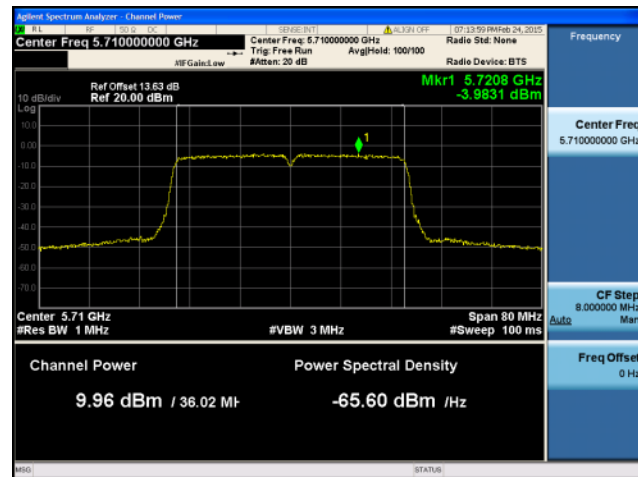 Agilent Spectrum Analyzer - Channel Power
RL RF 50 Ω DC SENSE:INT ALIGN OFF 07:13:59 PM Feb 24, 2015
Center Freq 5.710000000 GHz
Center Freq: 5.710000000 GHz
Radio Std: None
Trig: Free Run Avg|Hold: 100/100
#IFGain:Low
#Atten: 20 dB
Radio Device: BTS
Frequency
Ref Offset 13.63 dB
Mkr1 5.7208 GHz
10 dB/div Ref 20.00 dBm
-3.9831 dBm
Log
10.0
0.00
-10.0
-20.0
-30.0
-40.0
-50.0
-60.0
-70.0
1
Center 5.71 GHz
Span 80 MHz
#Res BW 1 MHz
#VBW 3 MHz
#Sweep 100 ms
Channel Power
Power Spectral Density
9.96 dBm / 36.02 MH
-65.60 dBm /Hz
Center Freq
5.710000000 GHz
CF Step
8.000000 MHz
Auto Man
Freq Offset
0 Hz
MSG
STATUS